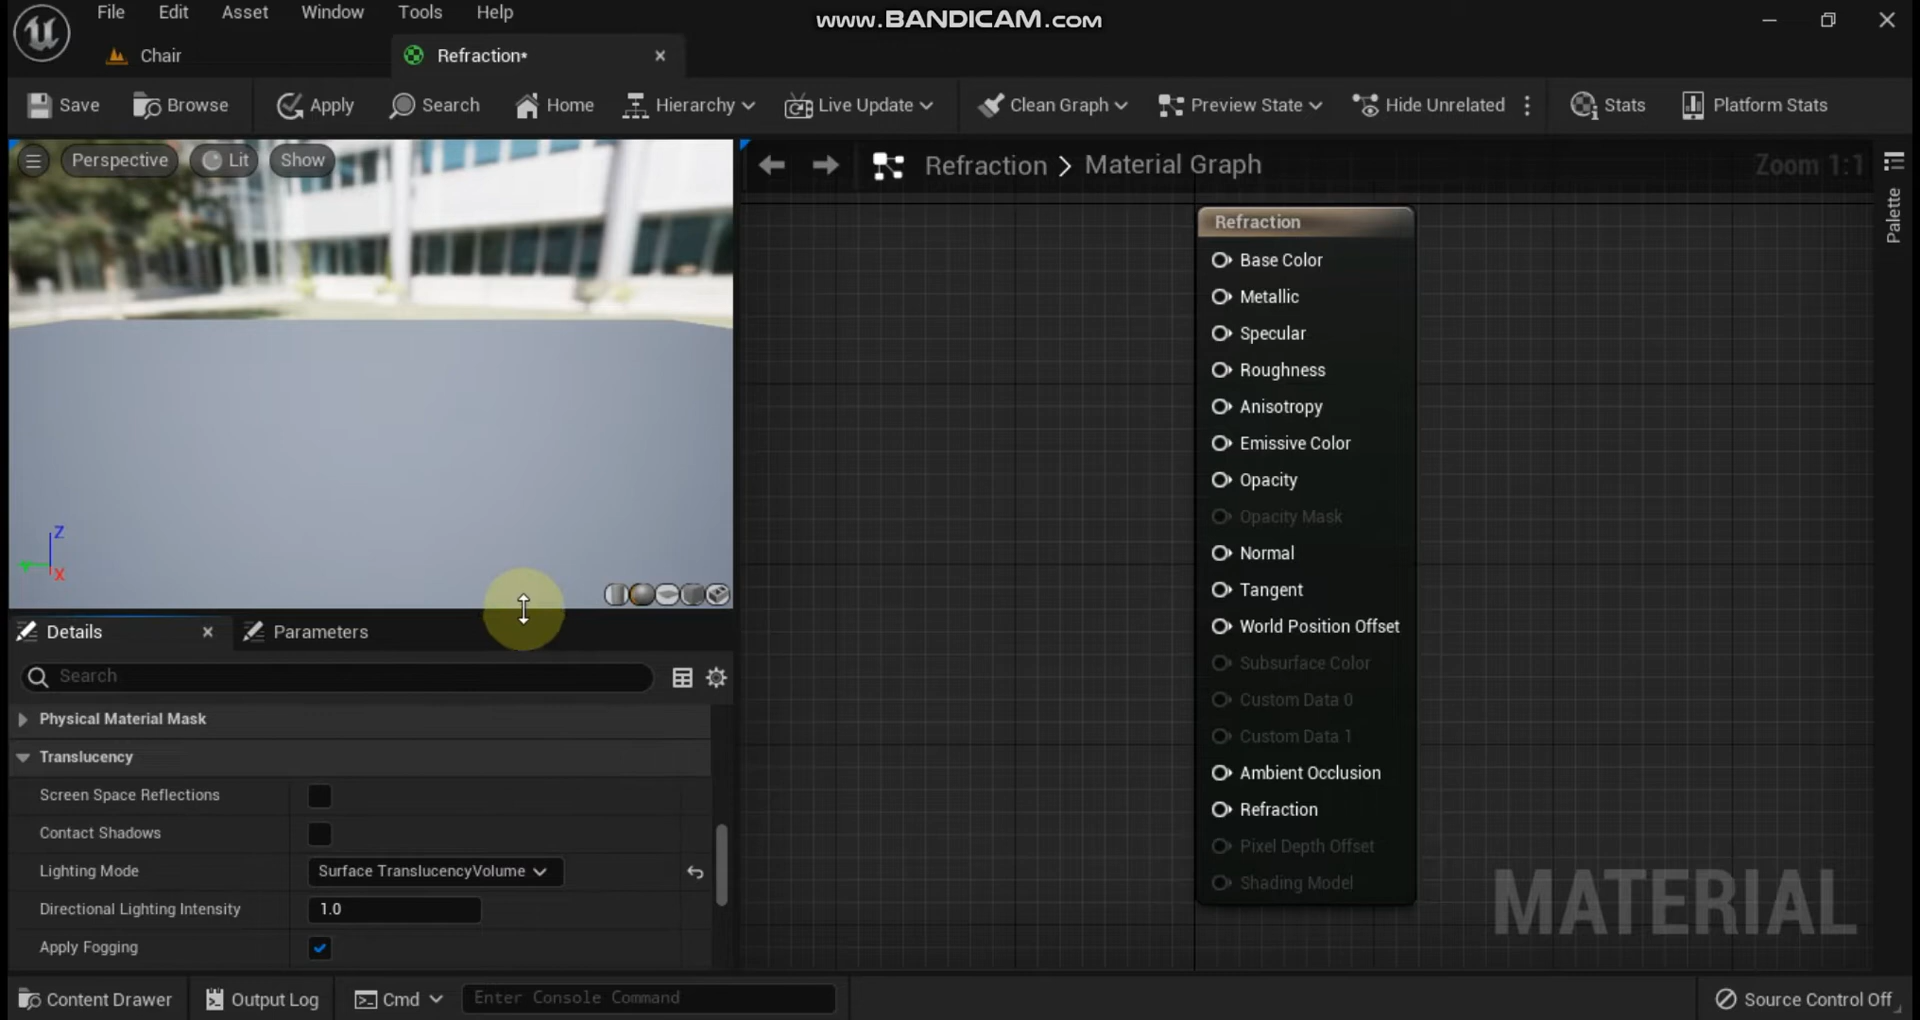 File Edit Asset Window Tools Help
www.BANDICAM.com
Chair
Refraction*
Save Browse Apply Search Home Hierarchy Live Update Clean Graph Preview State Hide Unrelated Stats Platform Stats
Perspective Lit Show
Refraction > Material Graph
Zoom 1:1
Palette
Refraction
Base Color
Metallic
Specular
Roughness
Anisotropy
Emissive Color
Opacity
Opacity Mask
Normal
Tangent
World Position Offset
Subsurface Color
Custom Data 0
Custom Data 1
Ambient Occlusion
Refraction
Pixel Depth Offset
Shading Model
MATERIAL
Z
X
Details Parameters
Search
Physical Material Mask
Translucency
Screen Space Reflections
Contact Shadows
Lighting Mode Surface TranslucencyVolume
Directional Lighting Intensity 1.0
Apply Fogging
Content Drawer Output Log Cmd Enter Console Command Source Control Off